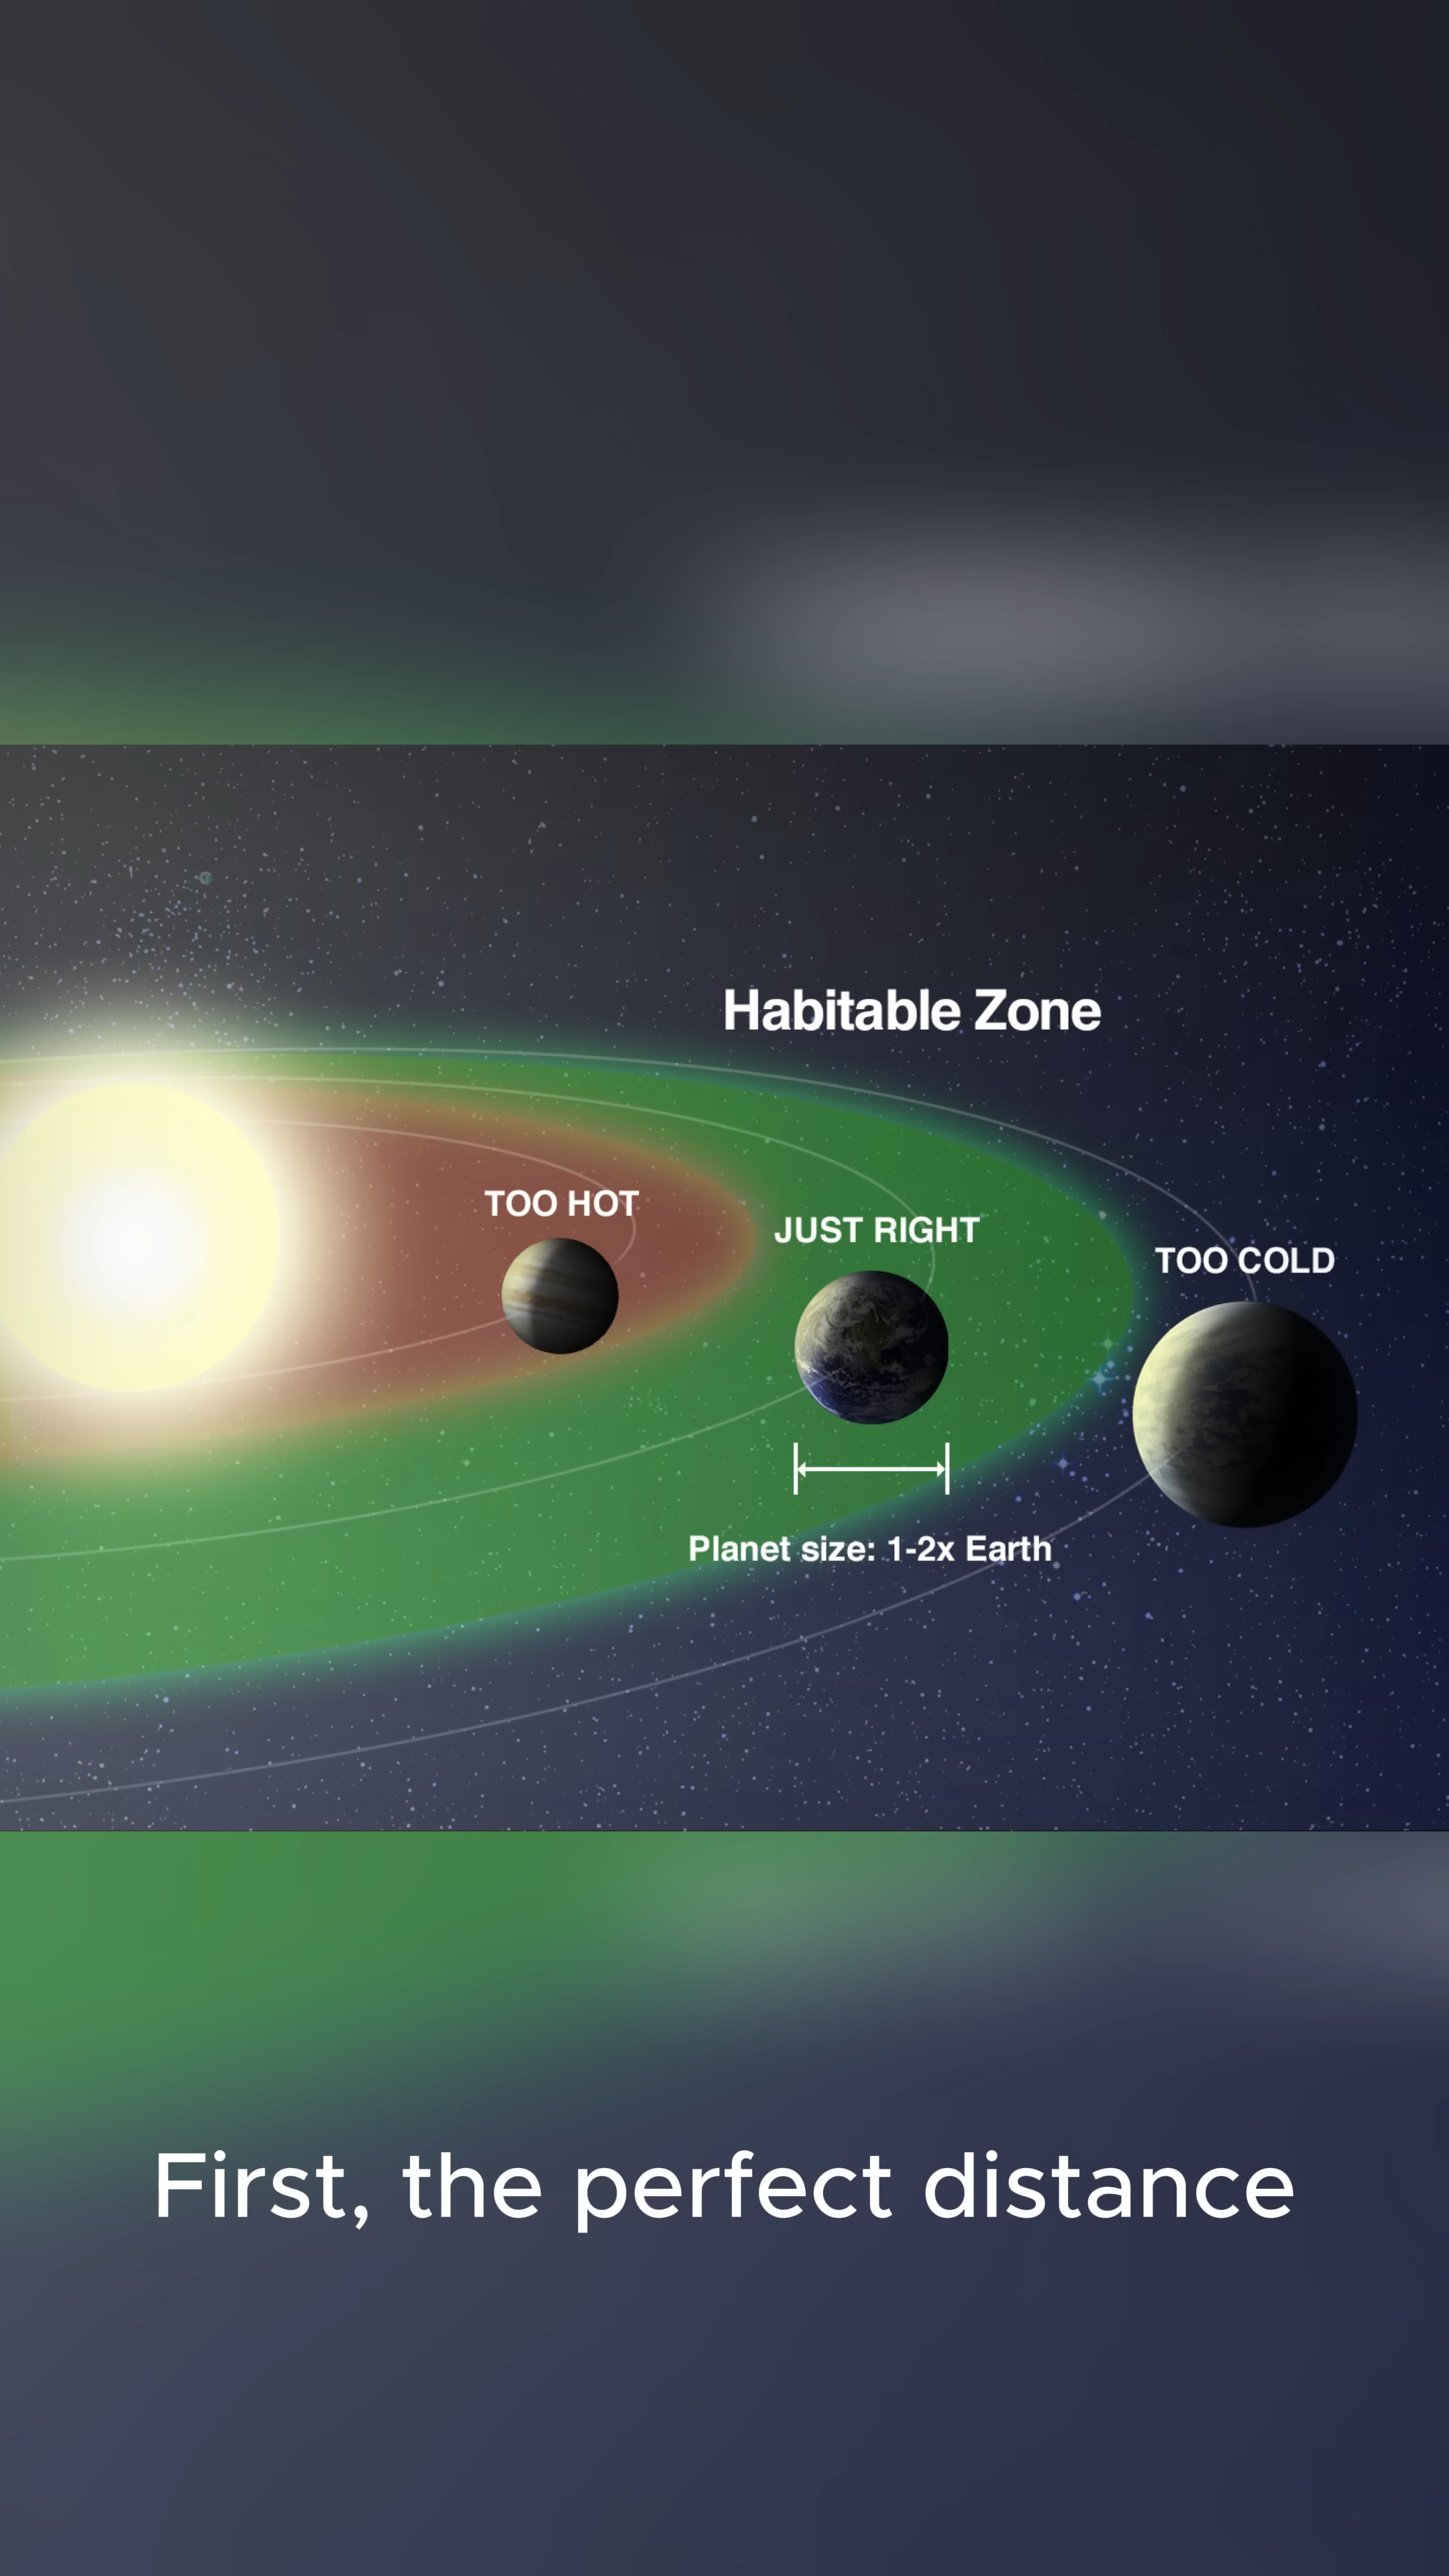 Habitable Zone
TOO HOT
JUST RIGHT
TOO COLD
Planet size: 1-2x Earth
First, the perfect distance